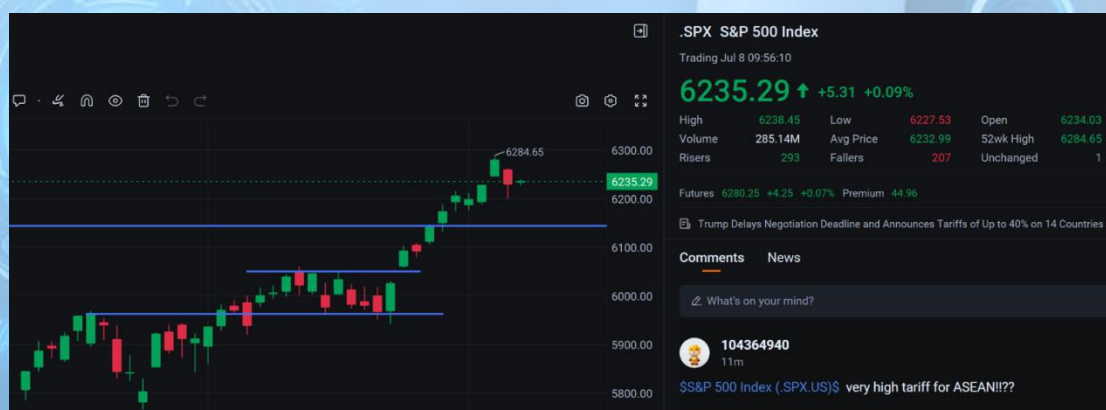 .SPX S&P 500 Index
Trading Jul 8 09:56:10
6235.29 +5.31 +0.09%
High 6238.45 Low 6227.53 Open 6234.03
Volume 285.14M Avg Price 6232.99 52wk High 6284.65
Risers 293 Fallers 207 Unchanged 1
Futures 6280.25 +4.25 +0.07% Premium 44.96
Trump Delays Negotiation Deadline and Announces Tariffs of Up to 40% on 14 Countries
Comments News
What's on your mind?
104364940
11m
$S&P 500 Index (.SPX.US)$ very high tariff for ASEAN!!??
6284.65
6300.00
6235.29
6200.00
6100.00
6000.00
5900.00
5800.00